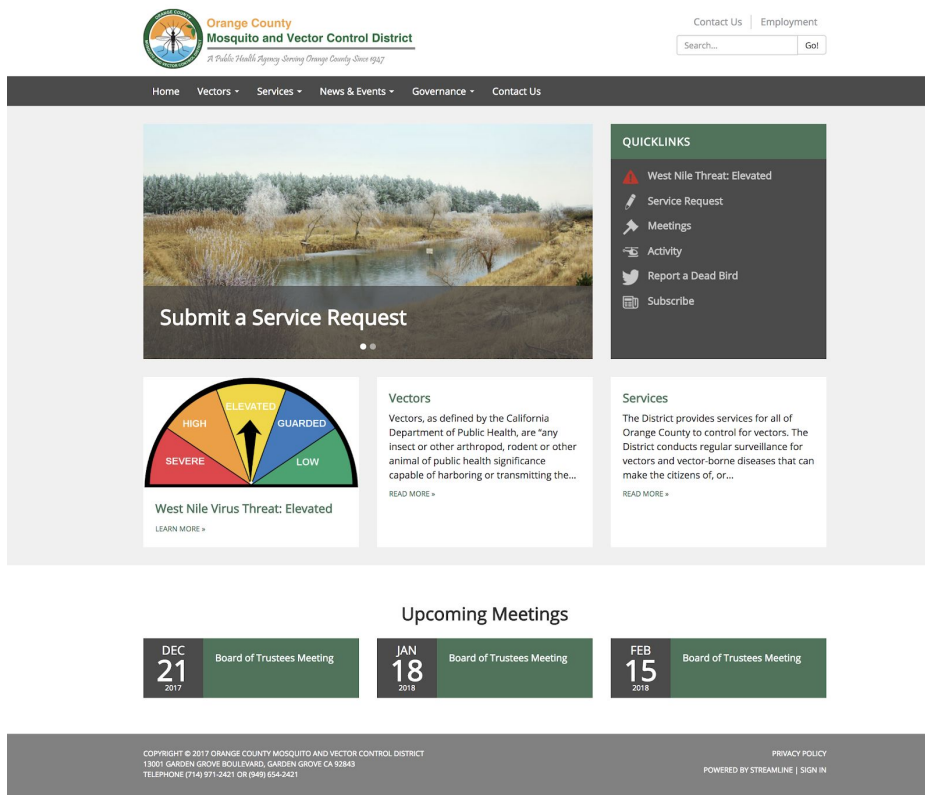 ORANGE COUNTY
MOSQUITO AND VECTOR CONTROL DISTRICT
Orange County
Mosquito and Vector Control District
A Public Health Agency Serving Orange County Since 1947
Contact Us
Employment
Search...
Go!
Home
Vectors
Services
News & Events
Governance
Contact Us
Submit a Service Request
QUICKLINKS
West Nile Threat: Elevated
Service Request
Meetings
Activity
Report a Dead Bird
Subscribe
SEVERE
HIGH
ELEVATED
GUARDED
LOW
West Nile Virus Threat: Elevated
LEARN MORE »
Vectors
Vectors, as defined by the California
Department of Public Health, are “any
insect or other arthropod, rodent or other
animal of public health significance
capable of harboring or transmitting the...
READ MORE »
Services
The District provides services for all of
Orange County to control for vectors. The
District conducts regular surveillance for
vectors and vector-borne diseases that can
make the citizens of, or...
READ MORE »
Upcoming Meetings
DEC
21
2017
Board of Trustees Meeting
JAN
18
2018
Board of Trustees Meeting
FEB
15
2018
Board of Trustees Meeting
COPYRIGHT © 2017 ORANGE COUNTY MOSQUITO AND VECTOR CONTROL DISTRICT
13001 GARDEN GROVE BOULEVARD, GARDEN GROVE CA 92843
TELEPHONE (714) 971-2421 OR (949) 654-2421
PRIVACY POLICY
POWERED BY STREAMLINE | SIGN IN